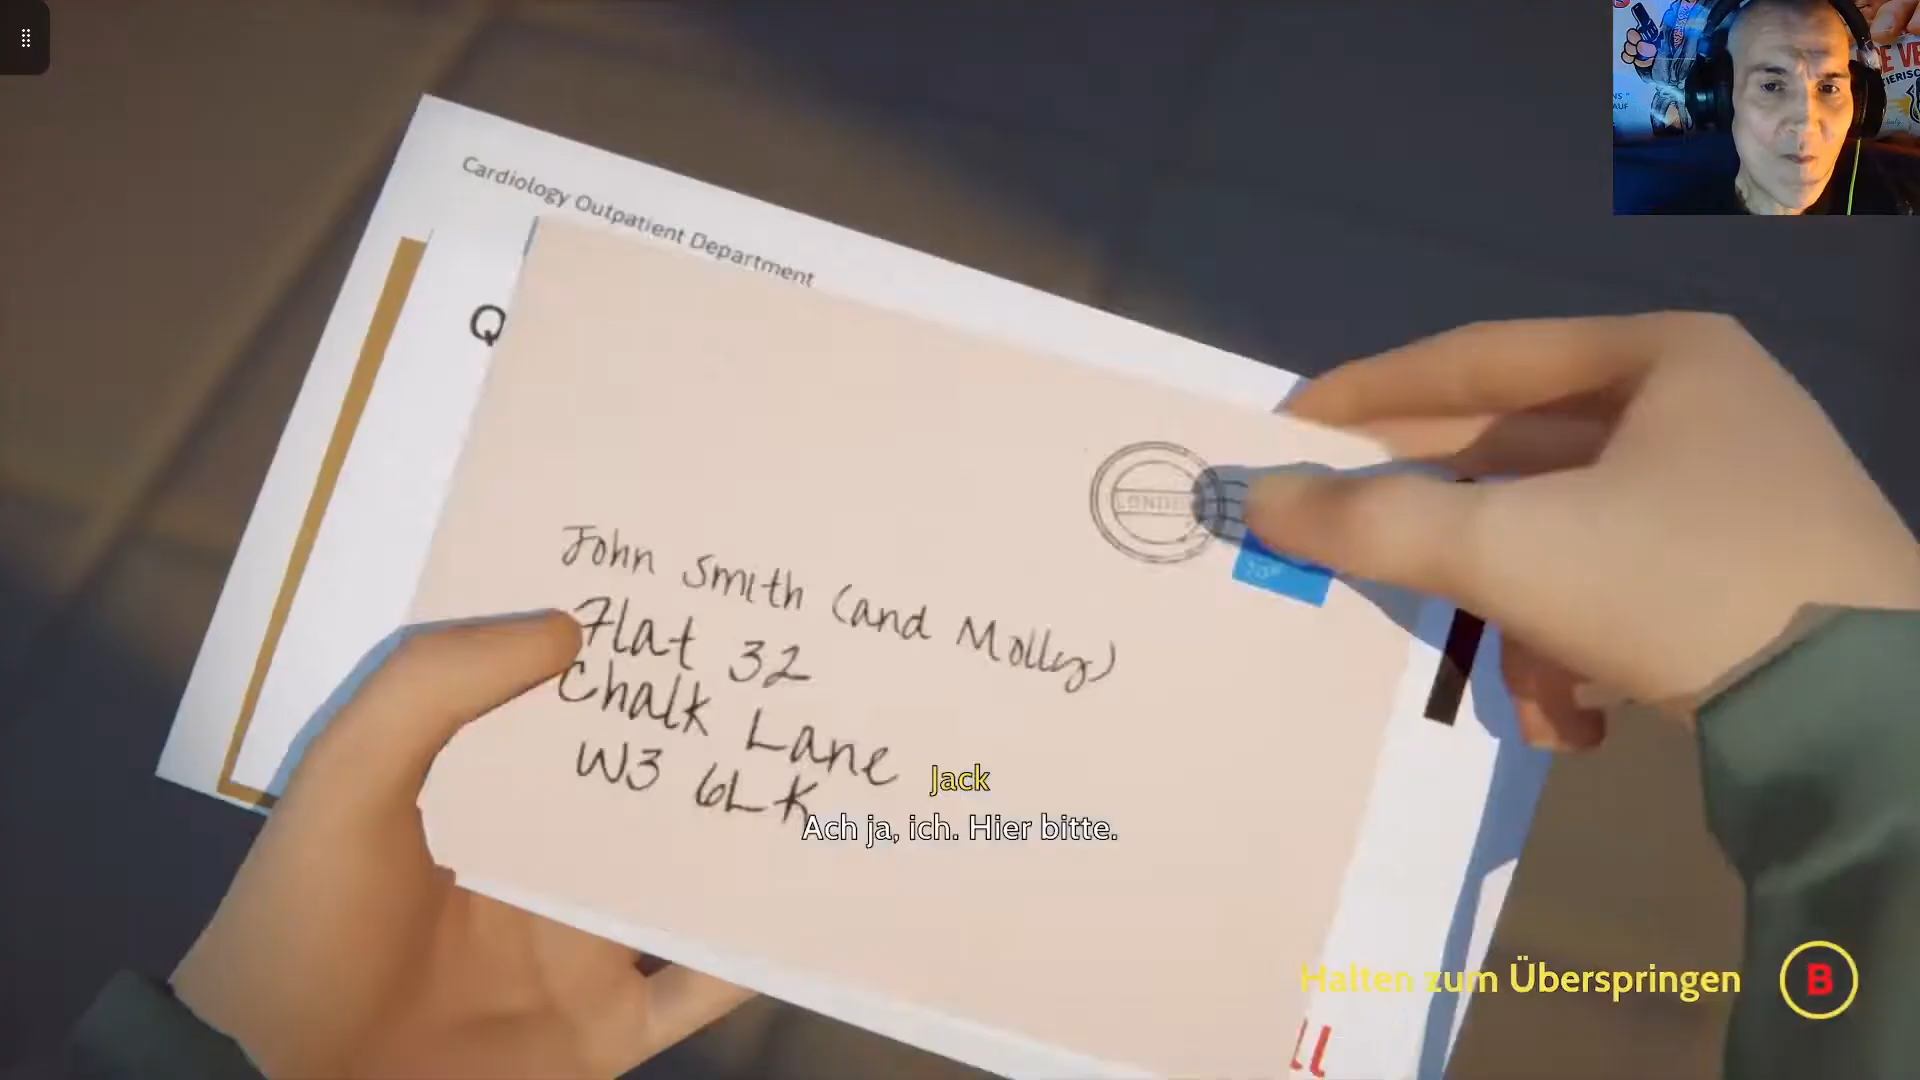 Cardiology Outpatient Department
Q
John Smith (and Molly)
Flat 32
Chalk Lane
W3 6LK
Jack
Ach ja, ich. Hier bitte.
Halten zum Überspringen
B